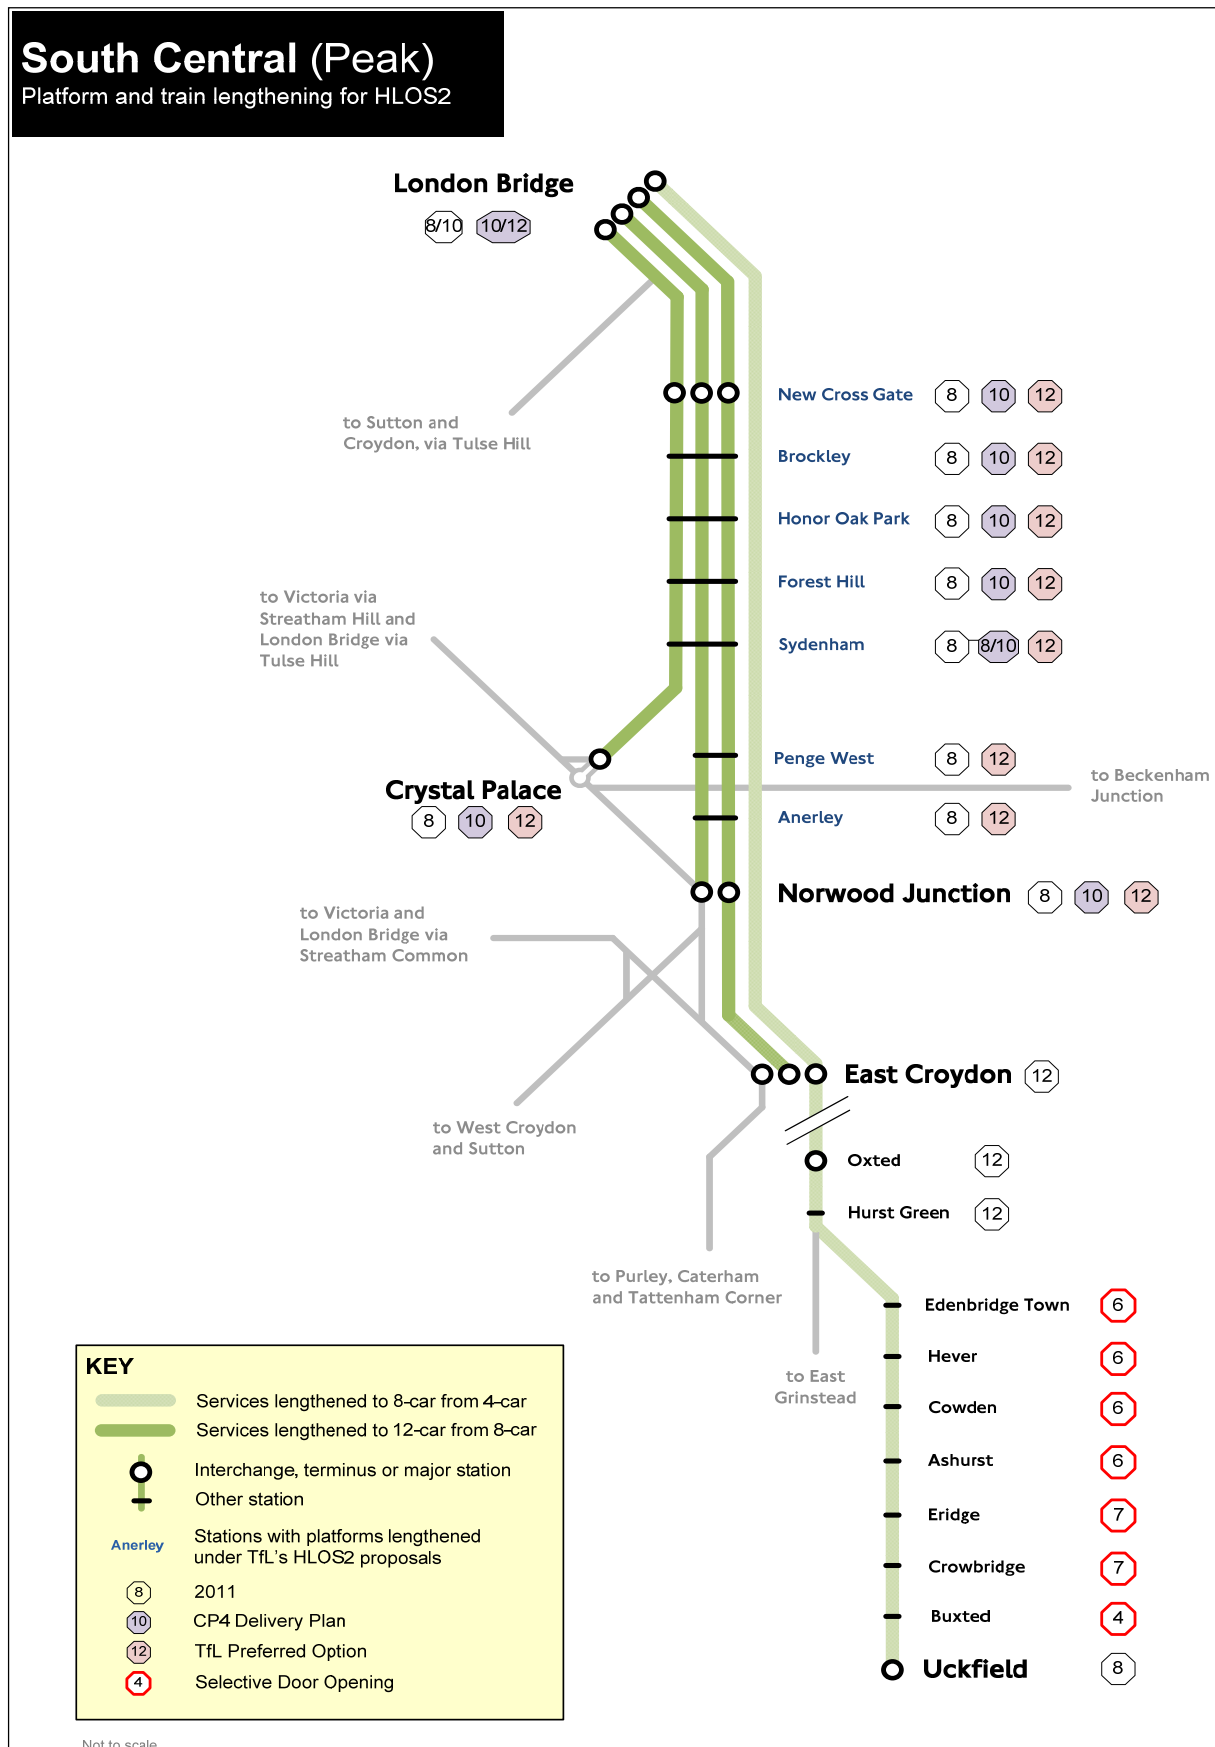 South Central (Peak)
Platform and train lengthening for HLOS2
London Bridge
8/10 10/12
to Sutton and
Croydon, via Tulse Hill
New Cross Gate 8 10 12
Brockley 8 10 12
Honor Oak Park 8 10 12
Forest Hill 8 10 12
Sydenham 8 8/10 12
to Victoria via
Streatham Hill and
London Bridge via
Tulse Hill
Penge West 8 12
to Beckenham
Junction
Crystal Palace
8 10 12
Anerley 8 12
Norwood Junction 8 10 12
to Victoria and
London Bridge via
Streatham Common
East Croydon 12
to West Croydon
and Sutton
Oxted 12
Hurst Green 12
to Purley, Caterham
and Tattenham Corner
to East
Grinstead
Edenbridge Town 6
Hever 6
Cowden 6
Ashurst 6
Eridge 7
Crowbridge 7
Buxted 4
Uckfield 8
KEY
Services lengthened to 8-car from 4-car
Services lengthened to 12-car from 8-car
Interchange, terminus or major station
Other station
Anerley Stations with platforms lengthened
under TfL's HLOS2 proposals
8 2011
10 CP4 Delivery Plan
12 TfL Preferred Option
4 Selective Door Opening
Not to scale